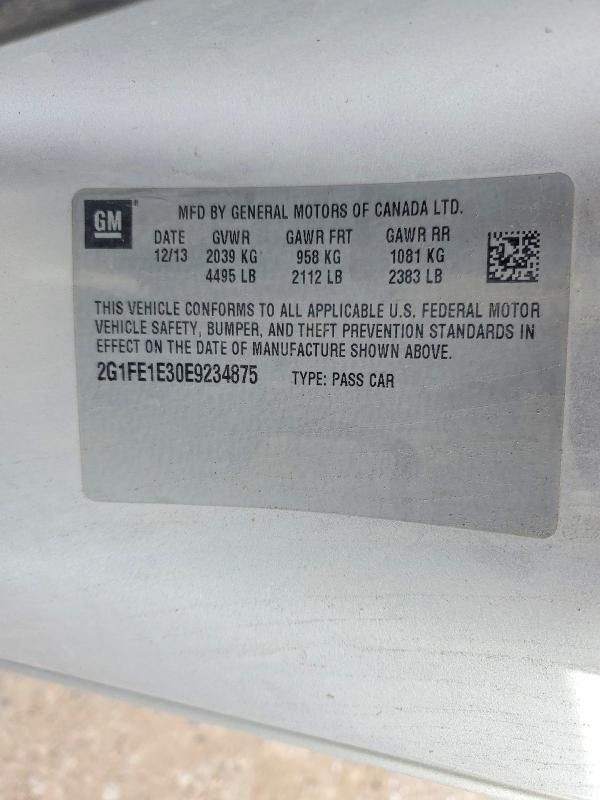 GM ® MFD BY GENERAL MOTORS OF CANADA LTD.
DATE GVWR GAWR FRT GAWR RR
12/13 2039 KG 958 KG 1081 KG
4495 LB 2112 LB 2383 LB
THIS VEHICLE CONFORMS TO ALL APPLICABLE U.S. FEDERAL MOTOR
VEHICLE SAFETY, BUMPER, AND THEFT PREVENTION STANDARDS IN
EFFECT ON THE DATE OF MANUFACTURE SHOWN ABOVE.
2G1FE1E30E9234875 TYPE: PASS CAR